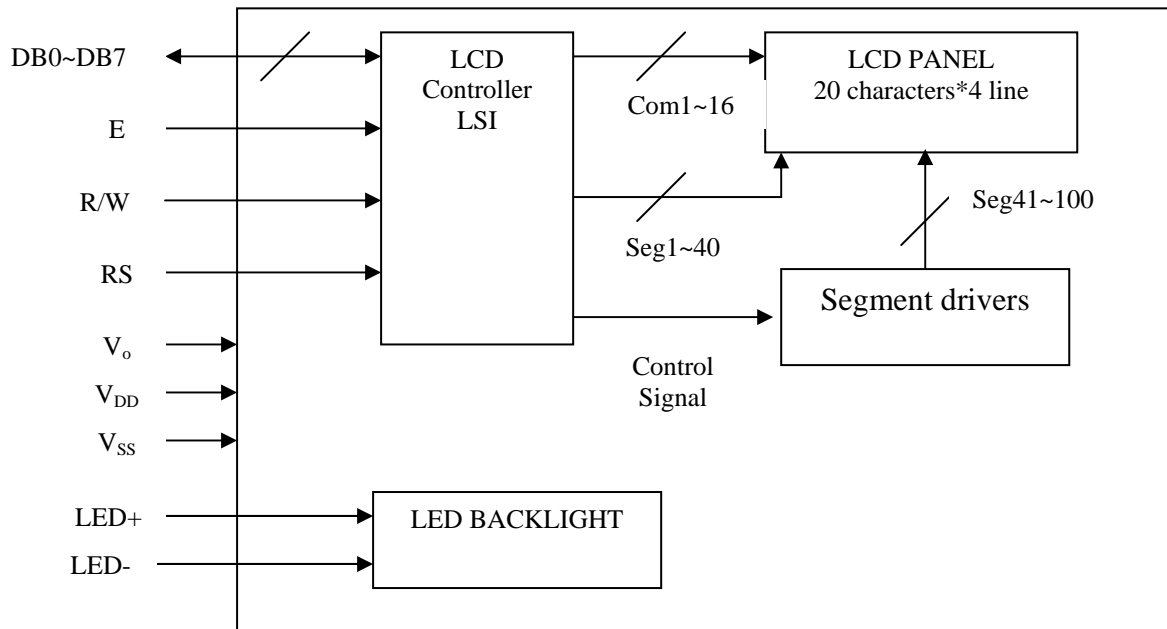 DB0~DB7
E
R/W
RS
Vo
VDD
VSS
LED+
LED-
LCD
Controller
LSI
Com1~16
Seg1~40
Control
Signal
LCD PANEL
20 characters*4 line
Seg41~100
Segment drivers
LED BACKLIGHT